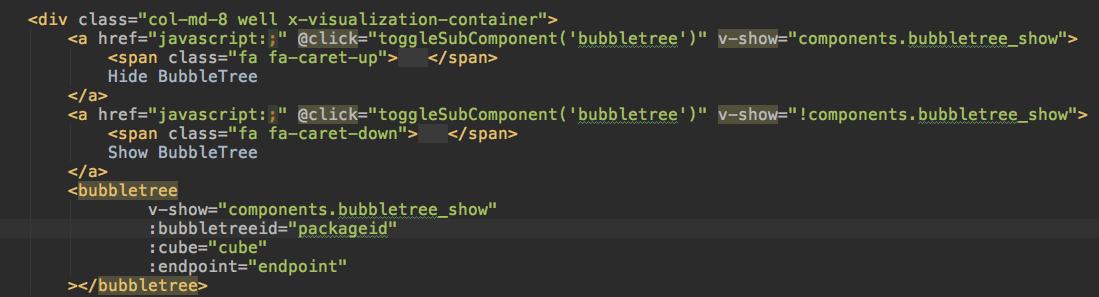 <div class="col-md-8 well x-visualization-container">
<a href="javascript:;" @click="toggleSubComponent('bubbletree')" v-show="components.bubbletree_show">
<span class="fa fa-caret-up"></span>
Hide BubbleTree
</a>
<a href="javascript:;" @click="toggleSubComponent('bubbletree')" v-show="!components.bubbletree_show">
<span class="fa fa-caret-down"></span>
Show BubbleTree
</a>
<bubbletree
v-show="components.bubbletree_show"
:bubbletreeid="packageid"
:cube="cube"
:endpoint="endpoint"
></bubbletree>